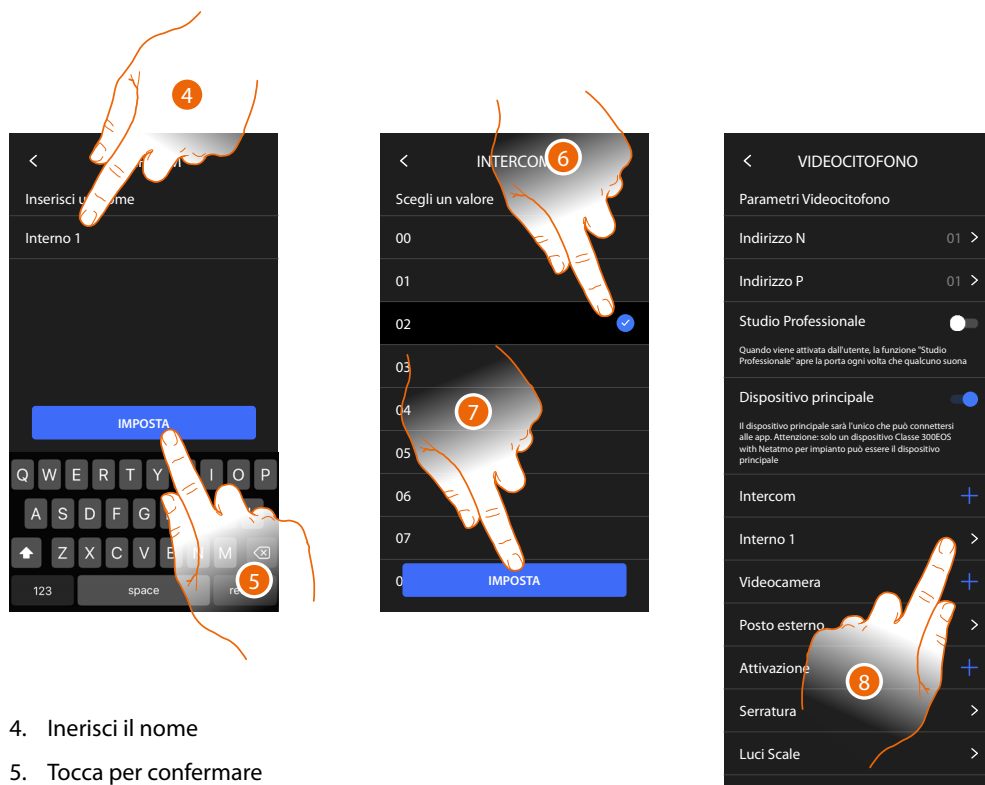 4
Inserisci un nome
Interno 1
IMPOSTA
Q W E R T Y I O P
A S D F G
Z X C V B N M
123 space
5
INTERCOM
6
Scegli un valore
00
01
02
03
04
7
05
06
07
0
IMPOSTA
VIDEOCITOFONO
Parametri Videocitofono
Indirizzo N 01
Indirizzo P 01
Studio Professionale
Quando viene attivata dall'utente, la funzione "Studio
Professionale" apre la porta ogni volta che qualcuno suona
Dispositivo principale
Il dispositivo principale sarà l'unico che può connettersi
alle app. Attenzione: solo un dispositivo Classe 300EOS
with Netatmo per impianto può essere il dispositivo
principale
Intercom
Interno 1
Videocamera
Posto esterno
Attivazione
8
Serratura
Luci Scale
4. Inerisci il nome
5. Tocca per confermare